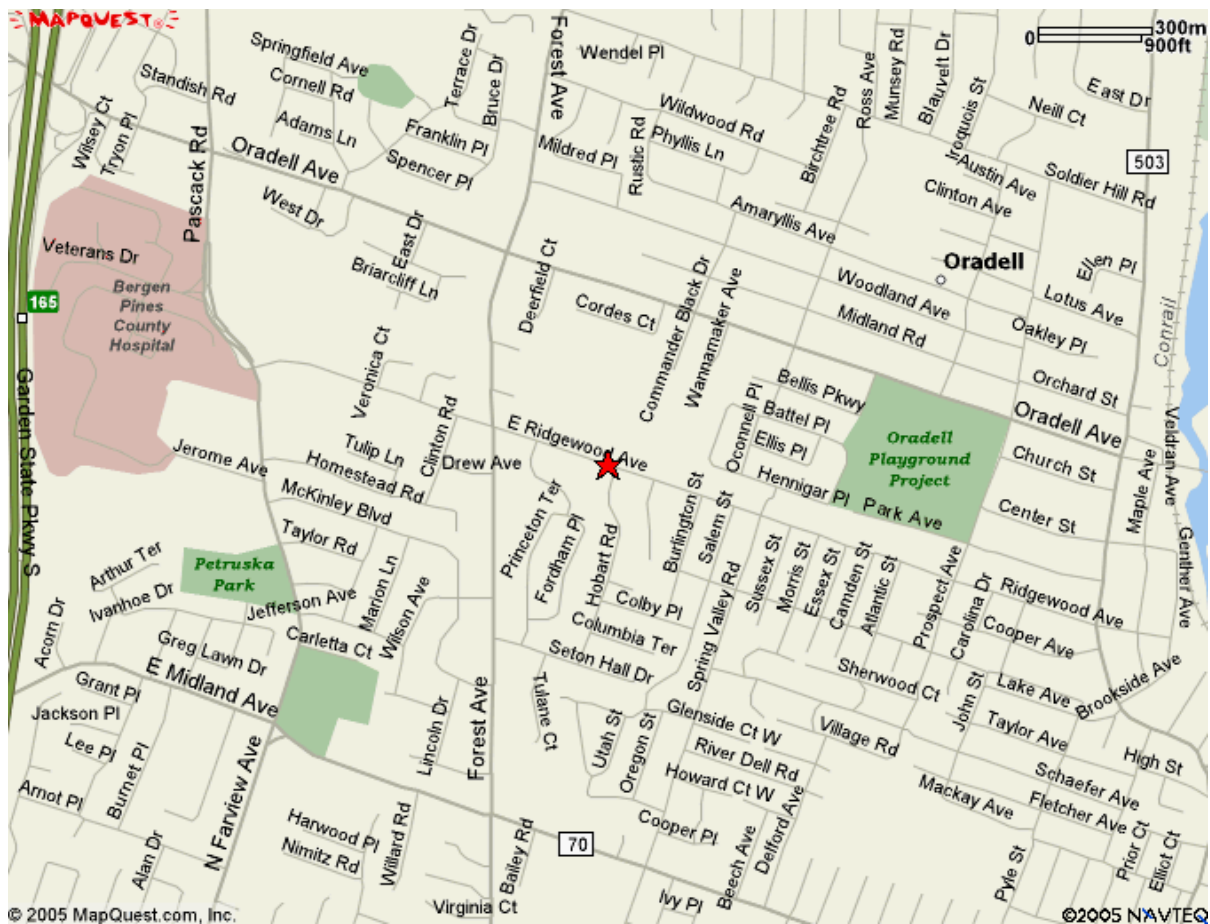 MAPQUEST
300m
0
900ft
Forest Ave
Wendel Pl
Springfield Ave
Terrace Dr
Bruce Dr
Cornell Rd
Standish Rd
Ross Ave
Munsey Rd
Blauvelt Dr
Iroquois St
East Dr
Neill Ct
Wilsey Ct
Tryon Pl
Adams Ln
Franklin Pl
Wildwood Rd
Birchtree Rd
Oradell Ave
Spencer Pl
Mildred Pl
Rustic Rd
Phyllis Ln
Austin Ave
Soldier Hill Rd
503
Pascack Rd
West Dr
Clinton Ave
Amaryllis Ave
Veterans Dr
East Dr
Briarcliff Ln
Deerfield Ct
Oradell
Ellen Pl
165
Bergen
Pines
County
Hospital
Cordes Ct
Commander Black Dr
Wannamaker Ave
Woodland Ave
Midland Rd
Lotus Ave
Oakley Pl
Conrail
Veronica Ct
Garden State Pkwy S
Bellis Pkwy
Orchard St
Oradell Ave
Clinton Rd
E Ridgewood Ave
Oconnell Pl
Battel Pl
Ellis Pl
Oradell
Playground
Project
Church St
Veldran Ave
Jerome Ave
Tulip Ln
Homestead Rd
Drew Ave
McKinley Blvd
Princeton Ter
Hennigar Pl
Park Ave
Center St
Maple Ave
Taylor Rd
Fordham Pl
Hobart Rd
Burlington St
Salem St
Genther Ave
Arthur Ter
Petruska
Park
Ivanhoe Dr
Jefferson Ave
Marion Ln
Wilson Ave
Colby Pl
Columbia Ter
Spring Valley Rd
Sussex St
Morris St
Essex St
Camden St
Atlantic St
Prospect Ave
Carolina Dr
Ridgewood Ave
Cooper Ave
Acorn Dr
Greg Lawn Dr
Carletta Ct
Seton Hall Dr
Sherwood Ct
Lake Ave
Brookside Ave
E Midland Ave
Grant Pl
Jackson Pl
Lee Pl
Burnet Pl
Lincoln Dr
Forest Ave
Tulane Ct
Utah St
Oregon St
Glenside Ct W
River Dell Rd
Howard Ct W
Village Rd
John St
Taylor Ave
High St
Schaefer Ave
Arnot Pl
N Farview Ave
Mackay Ave
Fletcher Ave
Alan Dr
Harwood Pl
Nimitz Rd
Willard Rd
Bailey Rd
70
Cooper Pl
Beech Ave
Delford Ave
Pyle St
Prior Ct
Elliot Ct
Virginia Ct
Ivy Pl
© 2005 MapQuest.com, Inc.
©2005 NAVTEQ